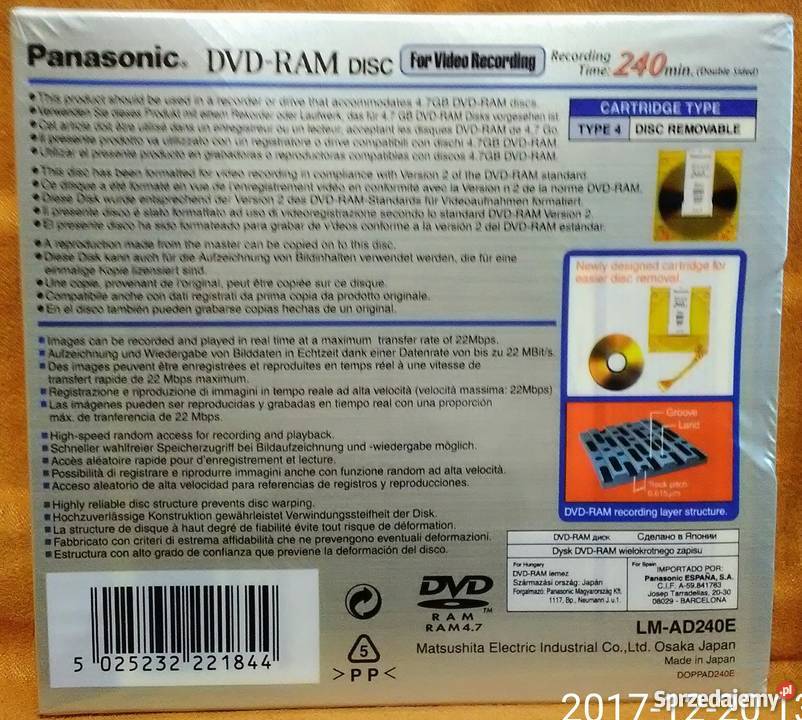 Panasonic® DVD-RAM DISC For Video Recording Recording Time: 240min. (Double Sided)
• This product should be used in a recorder or drive that accommodates 4.7GB DVD-RAM discs.
• Verwenden Sie dieses Produkt mit einem Rekorder oder Laufwerk, das für 4.7 GB DVD-RAM Disks vorgesehen ist.
• Cet article doit être utilisé dans un enregistreur ou un lecteur, acceptant les disques DVD-RAM de 4,7 Go.
• Il presente prodotto va utilizzato con un registratore o drive compatibili con dischi 4.7GB DVD-RAM.
• Utilizar el presente producto en grabadoras o reproductoras compatibles con discos 4.7GB DVD-RAM.
CARTRIDGE TYPE
TYPE 4 DISC REMOVABLE
• This disc has been formatted for video recording in compliance with Version 2 of the DVD-RAM standard.
• Ce disque a été formaté en vue de l'enregistrement vidéo en conformité avec la Version n 2 de la norme DVD-RAM.
• Diese Disk wurde entsprechend der Version 2 des DVD-RAM-Standards für Videoaufnahmen formatiert.
• Il presente disco è stato formattato ad uso di videoregistrazione secondo lo standard DVD-RAM Version 2.
• El presente disco ha sido formateado para grabar de videos conforme a la versión 2 del DVD-RAM estándar.
• A reproduction made from the master can be copied on to this disc.
• Diese Disk kann auch für die Aufzeichnung von Bildinhalten verwendet werden, die für eine
einmalige Kopie lizensiert sind.
• Une copie, provenant de l'original, peut être copiée sur ce disque.
• Compatibile anche con dati registrati da prima copia da prodotto originale.
• En el disco también pueden grabarse copias hechas de un original.
Newly designed cartridge for
easier disc removal.
■ Images can be recorded and played in real time at a maximum transfer rate of 22Mbps.
■ Aufzeichnung und Wiedergabe von Bilddaten in Echtzeit dank einer Datenrate von bis zu 22 MBit/s.
■ Des images peuvent être enregistrées et reproduites en temps réel à une vitesse de
transfert rapide de 22 Mbps maximum.
■ Registrazione e riproduzione di immagini in tempo reale ad alta velocità (velocità massima: 22Mbps)
■ Las imágenes pueden ser reproducidas y grabadas en tiempo real con una proporción
máx. de tranferencia de 22 Mbps.
■ High-speed random access for recording and playback.
■ Schneller wahlfreier Speicherzugriff bei Bildaufzeichnung und -wiedergabe möglich.
■ Accès aléatoire rapide pour d'enregistrement et lecture.
■ Possibilità di registrare e riprodurre immagini anche con funzione random ad alta velocità.
■ Acceso aleatorio de alta velocidad para referencias de registros y reproducciones.
■ Highly reliable disc structure prevents disc warping.
■ Hochzuverlässige Konstruktion gewährleistet Verwindungssteifheit der Disk.
■ La structure de disque à haut degré de fiabilité évite tout risque de déformation.
■ Fabbricato con criteri di estrema affidabilità che ne prevengono eventuali deformazioni.
■ Estructura con alto grado de confianza que previene la deformación del disco.
Groove
Land
Track pitch
0.615μm
DVD-RAM recording layer structure.
DVD-RAM диск Сделано в Японии
Dysk DVD-RAM wielokrotnego zapisu
For Hungary
DVD-RAM lemez
Származási ország: Japán
Forgalmazó: Panasonic Magyarország Kft.
1117, Bp., Neumann J.u.1.
For Spain
IMPORTADO POR:
Panasonic ESPAÑA, S.A.
C.I.F. A-59.841783
Josep Tarradellas, 20-30
08029 - BARCELONA
5 025232 221844
5
>PP<
DVD
RAM
RAM4.7
TM
LM-AD240E
Matsushita Electric Industrial Co.,Ltd. Osaka Japan
Made in Japan
DOPPAD240E
2017-12-20 13
Sprzedajemy.pl